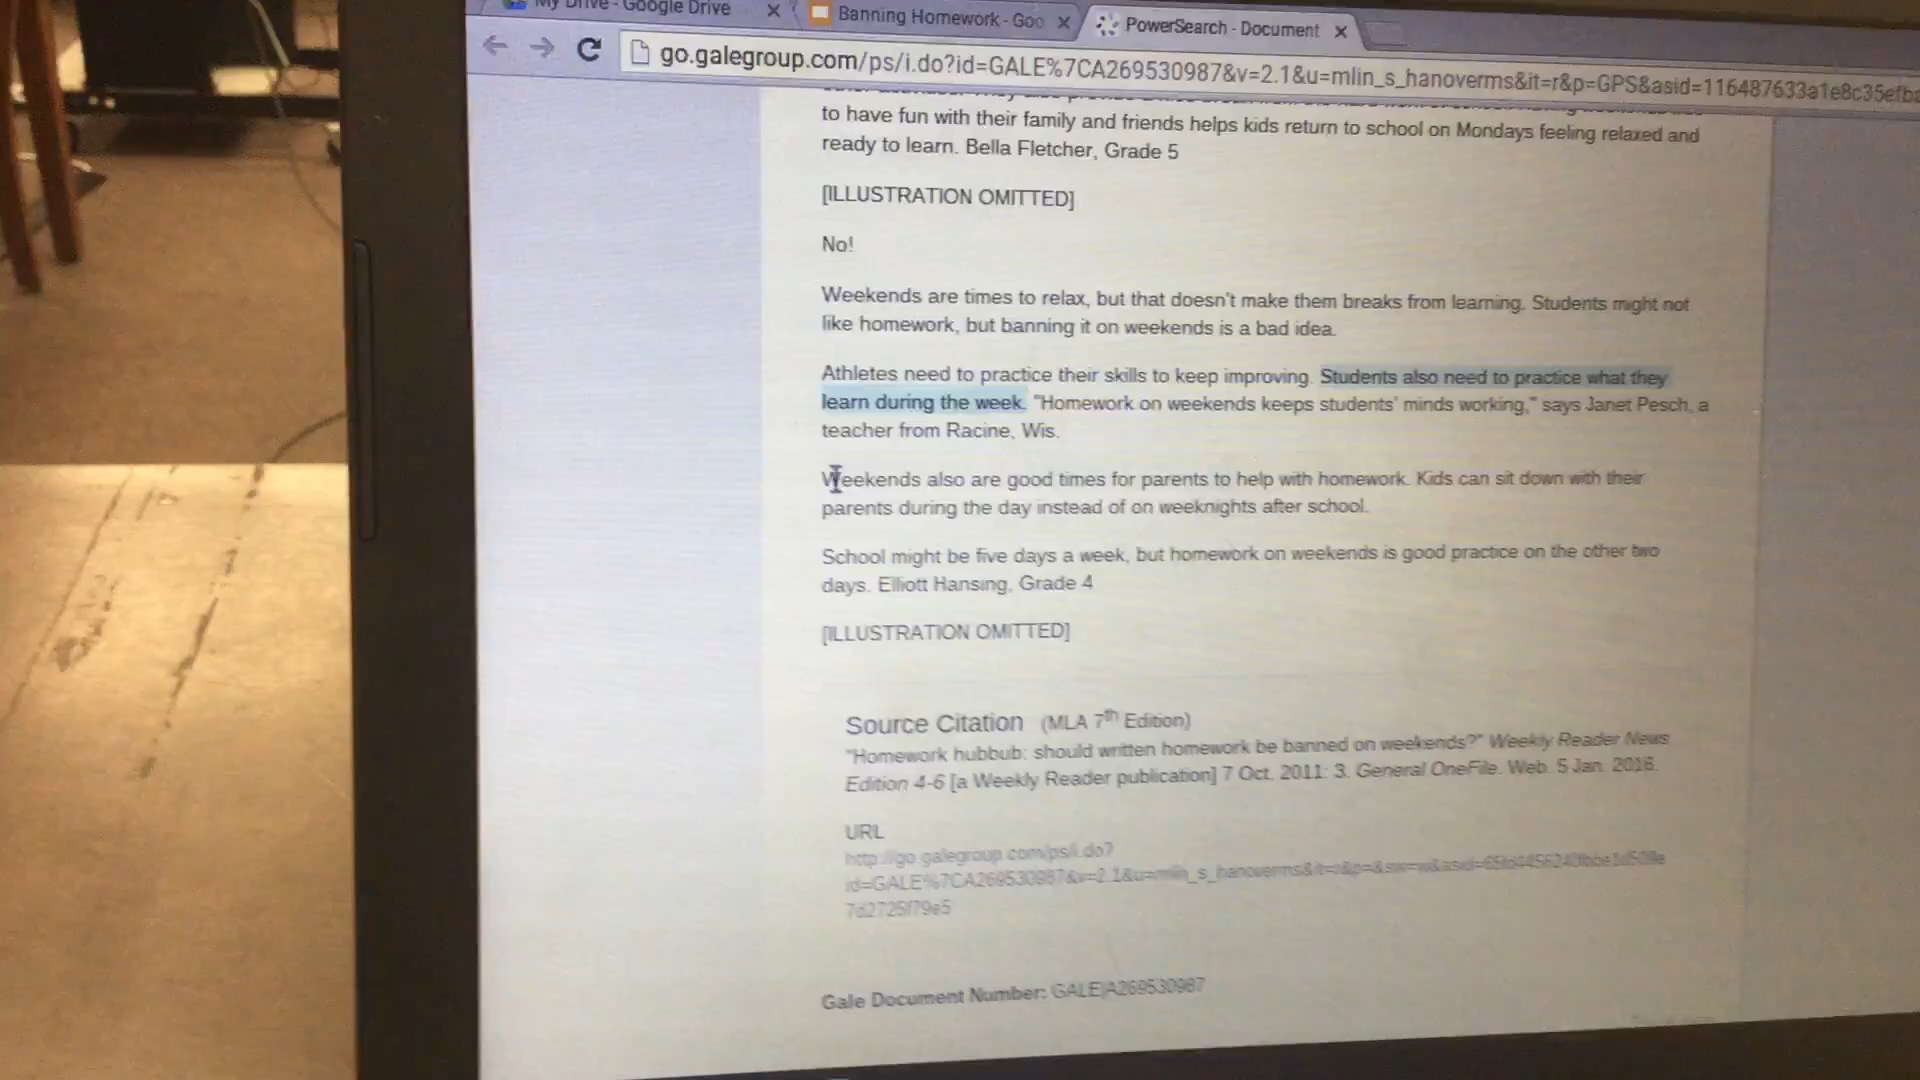 My Drive - Google Drive
Banning Homework - Goo
PowerSearch - Document
go.galegroup.com/ps/i.do?id=GALE%7CA269530987&v=2.1&u=mlin_s_hanoverms&it=r&p=GPS&asid=116487633a1e8c35efb
to have fun with their family and friends helps kids return to school on Mondays feeling relaxed and
ready to learn. Bella Fletcher, Grade 5
[ILLUSTRATION OMITTED]
No!
Weekends are times to relax, but that doesn't make them breaks from learning. Students might not
like homework, but banning it on weekends is a bad idea.
Athletes need to practice their skills to keep improving. Students also need to practice what they
learn during the week. "Homework on weekends keeps students' minds working," says Janet Pesch, a
teacher from Racine, Wis.
Weekends also are good times for parents to help with homework. Kids can sit down with their
parents during the day instead of on weeknights after school.
School might be five days a week, but homework on weekends is good practice on the other two
days. Elliott Hansing, Grade 4
[ILLUSTRATION OMITTED]
Source Citation (MLA 7th Edition)
"Homework hubbub: should written homework be banned on weekends?" Weekly Reader News
Edition 4-6 [a Weekly Reader publication] 7 Oct. 2011: 3. General OneFile. Web. 5 Jan. 2016.
URL
http://go.galegroup.com/ps/i.do?
7d2725f79e5
Gale Document Number: GALE|A269530987